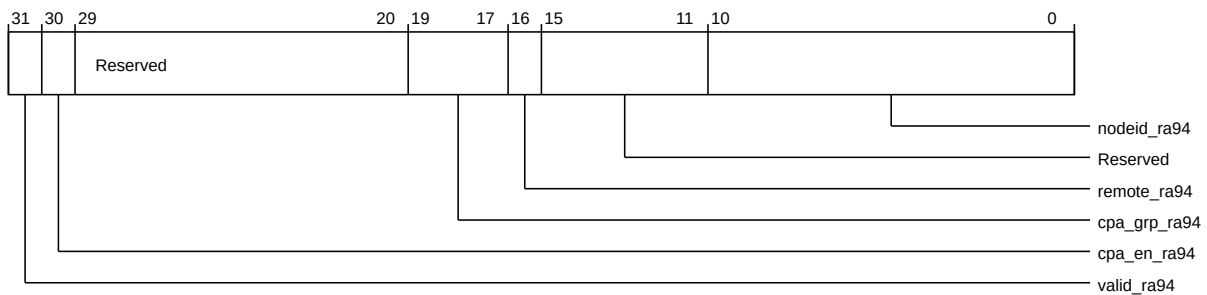 31 30 29 20 19 17 16 15 11 10 0
Reserved
nodeid_ra94
Reserved
remote_ra94
cpa_grp_ra94
cpa_en_ra94
valid_ra94